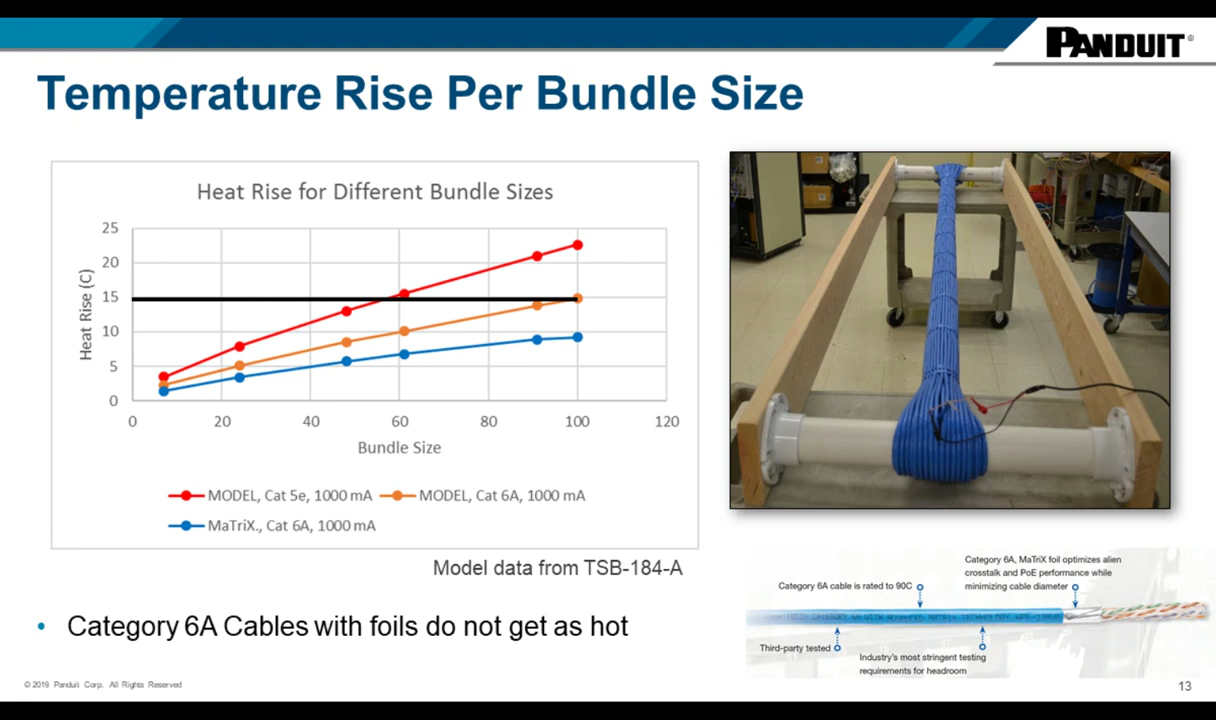 PANDUIT®
Temperature Rise Per Bundle Size
Heat Rise for Different Bundle Sizes
Heat Rise (C)
25
20
15
10
5
0
0 20 40 60 80 100 120
Bundle Size
MODEL, Cat 5e, 1000 mA MODEL, Cat 6A, 1000 mA
MaTriX., Cat 6A, 1000 mA
Model data from TSB-184-A
• Category 6A Cables with foils do not get as hot
Category 6A, MaTriX foil optimizes alien
crosstalk and PoE performance while
minimizing cable diameter
Category 6A cable is rated to 90C
Third-party tested
Industry's most stringent testing
requirements for headroom
© 2019 Panduit Corp. All Rights Reserved
13